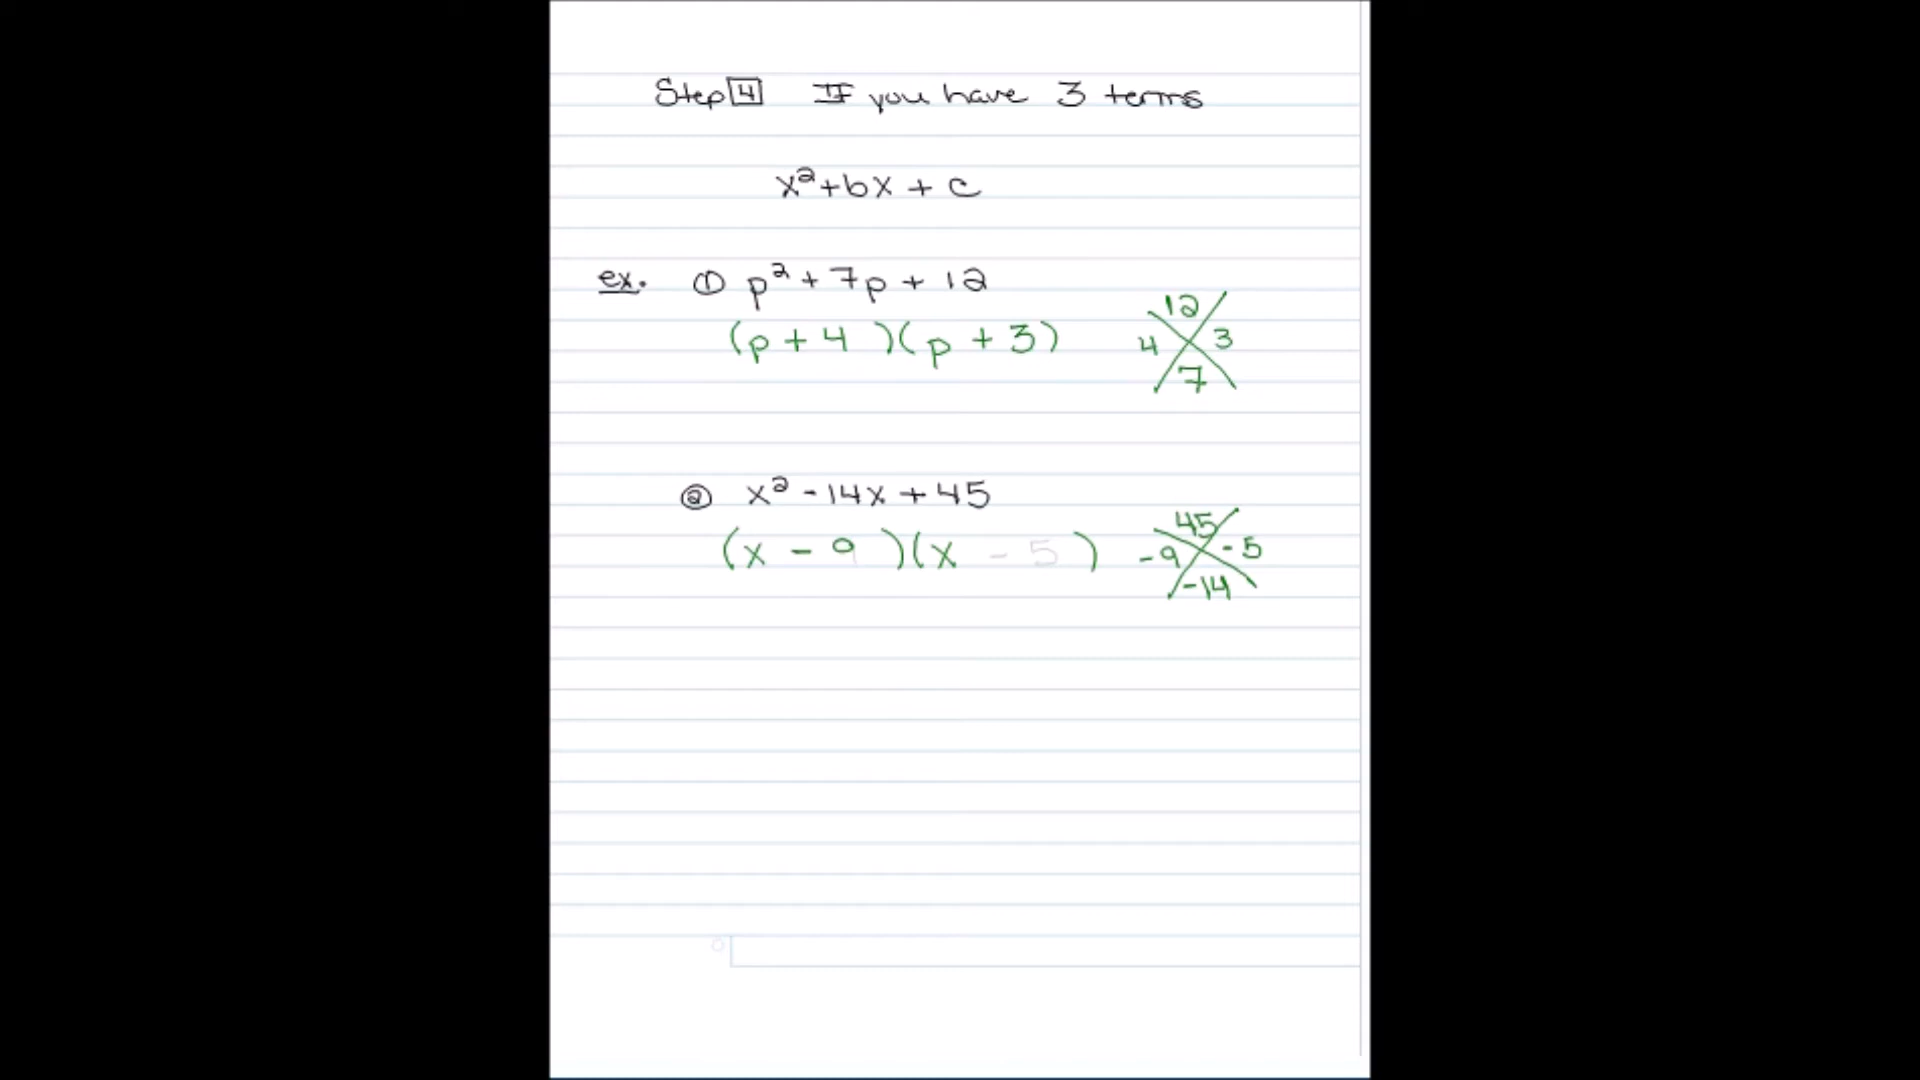 Step 4 If you have 3 terms
x²+bx + c
ex. ① p² + 7p + 12
(p + 4 )( p + 3)
12
4 3
7
② x² - 14x + 45
(x - 9 )(x - 5 )
45
-9 -5
-14